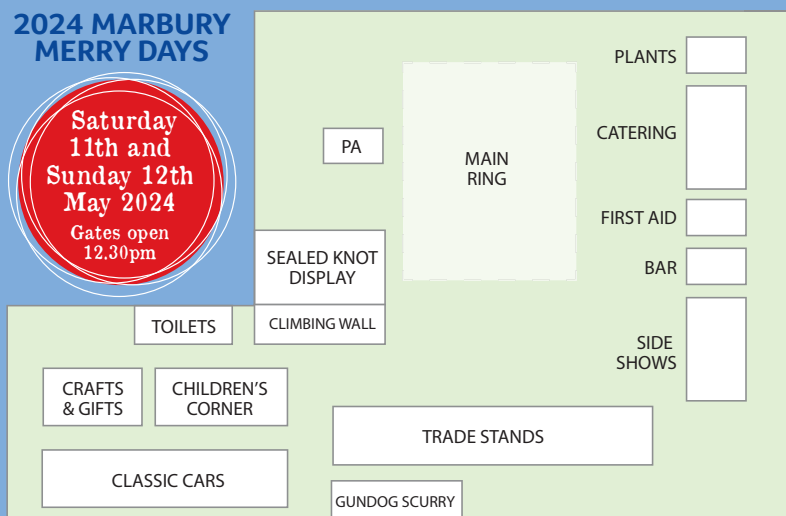 2024 MARBURY
MERRY DAYS
Saturday
11th and
Sunday 12th
May 2024
Gates open
12.30pm
PLANTS
CATERING
PA
MAIN
RING
FIRST AID
BAR
SEALED KNOT
DISPLAY
CLIMBING WALL
TOILETS
SIDE
SHOWS
CRAFTS
& GIFTS
CHILDREN'S
CORNER
TRADE STANDS
CLASSIC CARS
GUNDOG SCURRY